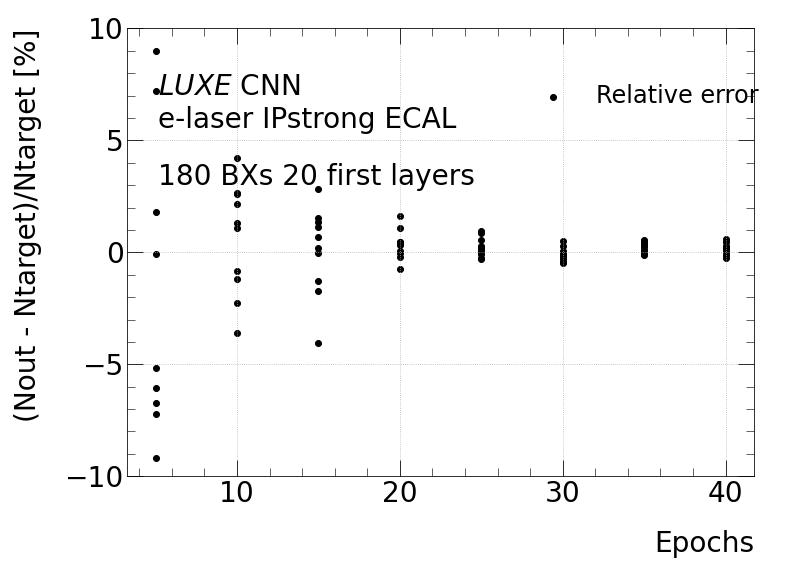 10
5
0
−5
−10
(Nout - Ntarget)/Ntarget [%]
LUXE CNN
e-laser IPstrong ECAL
180 BXs 20 first layers
Relative error
10 20 30 40
Epochs